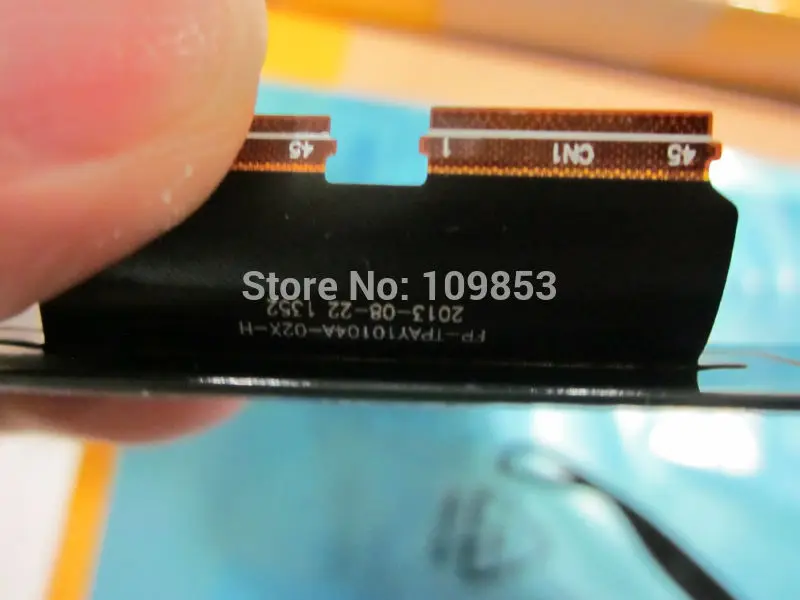 45
1 CN1 45
Store No: 109853
FP-TPAY10104A-02X-H
2013-08-22 1352